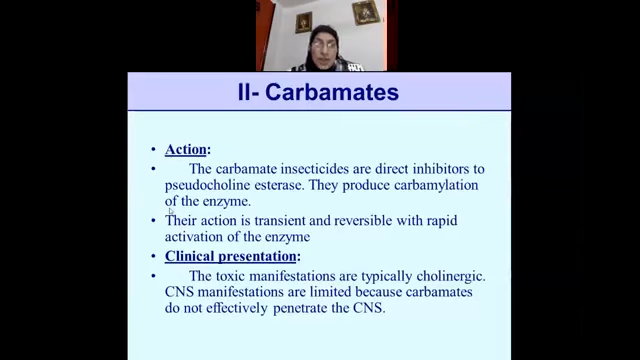 II- Carbamates
• Action:
• The carbamate insecticides are direct inhibitors to
pseudocholine esterase. They produce carbamylation
of the enzyme.
• Their action is transient and reversible with rapid
activation of the enzyme
• Clinical presentation:
• The toxic manifestations are typically cholinergic.
CNS manifestations are limited because carbamates
do not effectively penetrate the CNS.